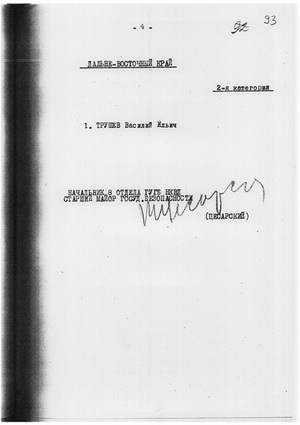 - 4 -
92 93
ДАЛЬНЕ-ВОСТОЧНЫЙ КРАЙ
2-я категория
1. ТРУШЕВ Василий Ильич
НАЧАЛЬНИК 8 ОТДЕЛА ГУГБ НКВД
СТАРШИЙ МАЙОР ГОСУД.БЕЗОПАСНОСТИ
Цесарский
(ЦЕСАРСКИЙ)